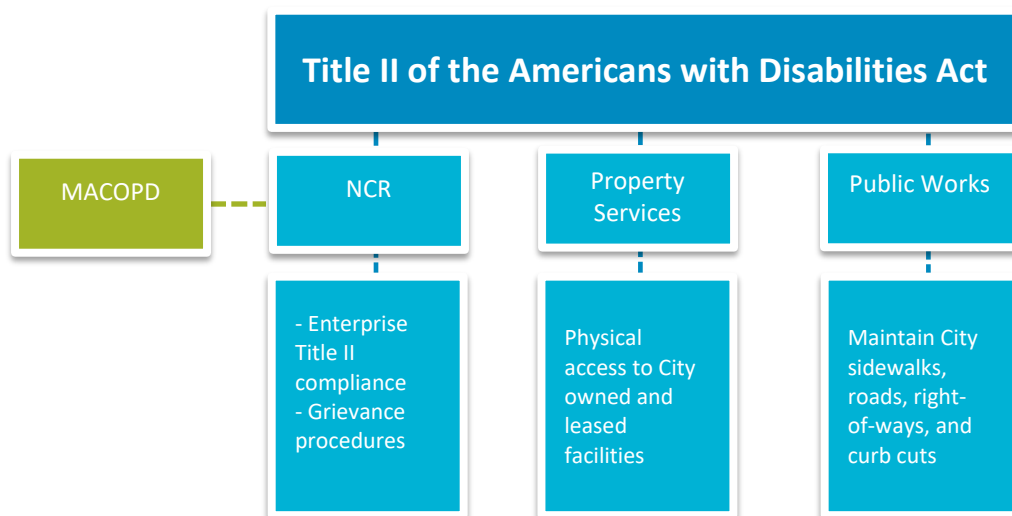 Title II of the Americans with Disabilities Act
MACOPD
NCR
Property
Services
Public Works
- Enterprise
Title II
compliance
- Grievance
procedures
Physical
access to City
owned and
leased
facilities
Maintain City
sidewalks,
roads, right-
of-ways, and
curb cuts